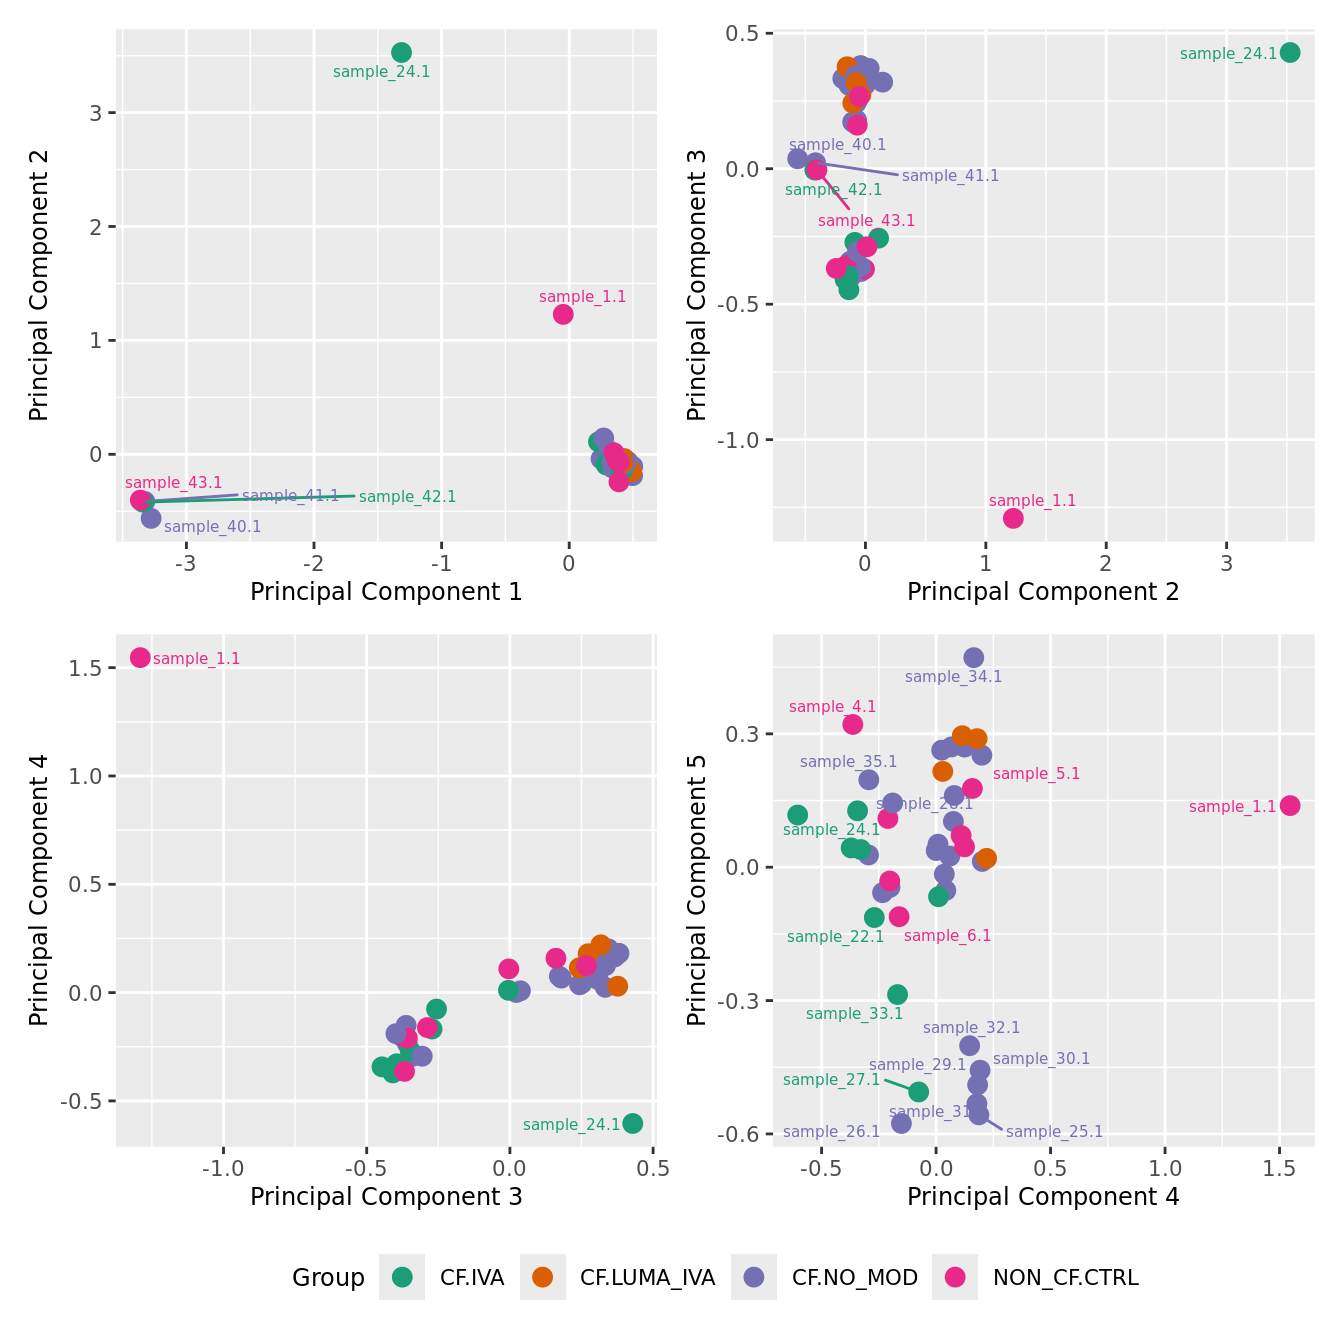 3
2
1
0
-3
-2
-1
0
Principal Component 1
Principal Component 2
sample_24.1
sample_1.1
sample_43.1
sample_41.1
sample_42.1
sample_40.1
0.5
0.0
-0.5
-1.0
0
1
2
3
Principal Component 2
Principal Component 3
sample_24.1
sample_40.1
sample_41.1
sample_42.1
sample_43.1
sample_1.1
1.5
1.0
0.5
0.0
-0.5
-1.0
-0.5
0.0
0.5
Principal Component 3
Principal Component 4
sample_1.1
sample_24.1
0.3
0.0
-0.3
-0.6
-0.5
0.0
0.5
1.0
1.5
Principal Component 4
Principal Component 5
sample_34.1
sample_4.1
sample_35.1
sample_5.1
sample_1.1
sample_24.1
sample_22.1
sample_6.1
sample_33.1
sample_32.1
sample_30.1
sample_29.1
sample_27.1
sample_26.1
sample_25.1
Group
CF.IVA
CF.LUMA_IVA
CF.NO_MOD
NON_CF.CTRL